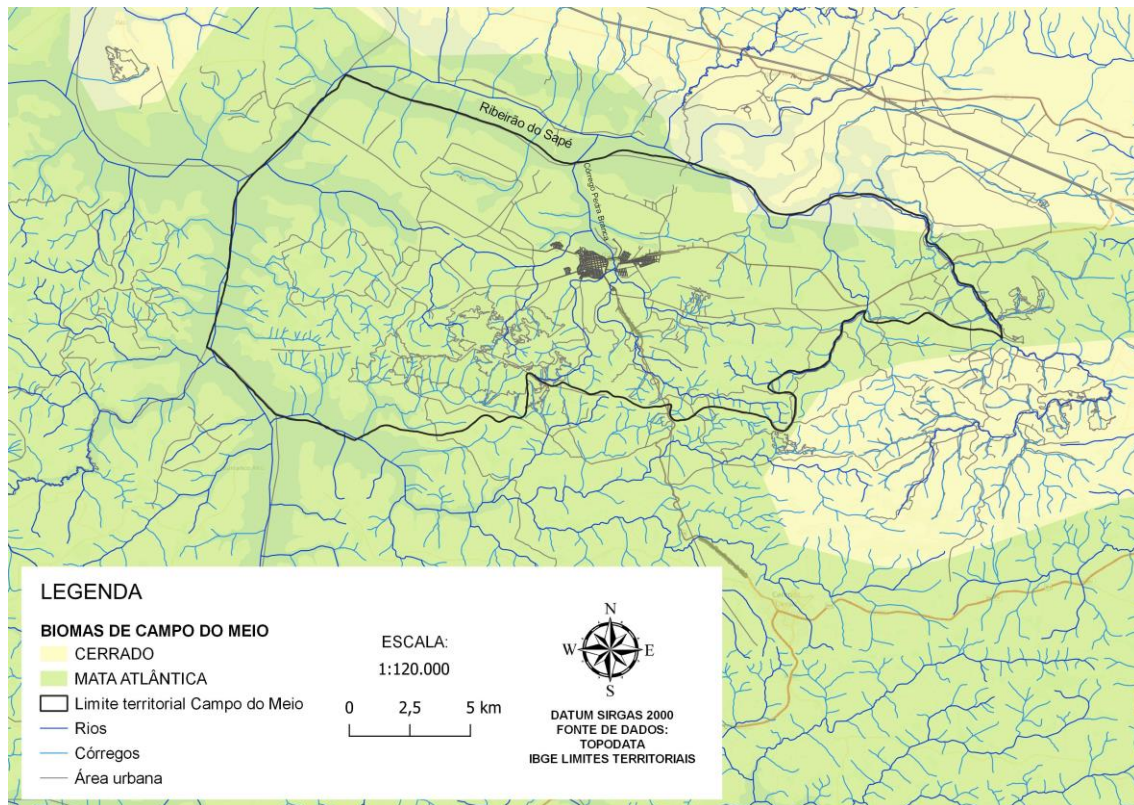 Ribeirão do Sapé
Córrego Pedra Branca
LEGENDA
BIOMAS DE CAMPO DO MEIO
CERRADO
MATA ATLÂNTICA
Limite territorial Campo do Meio
Rios
Córregos
Área urbana
ESCALA:
1:120.000
0 2,5 5 km
N
W E
S
DATUM SIRGAS 2000
FONTE DE DADOS:
TOPODATA
IBGE LIMITES TERRITORIAIS